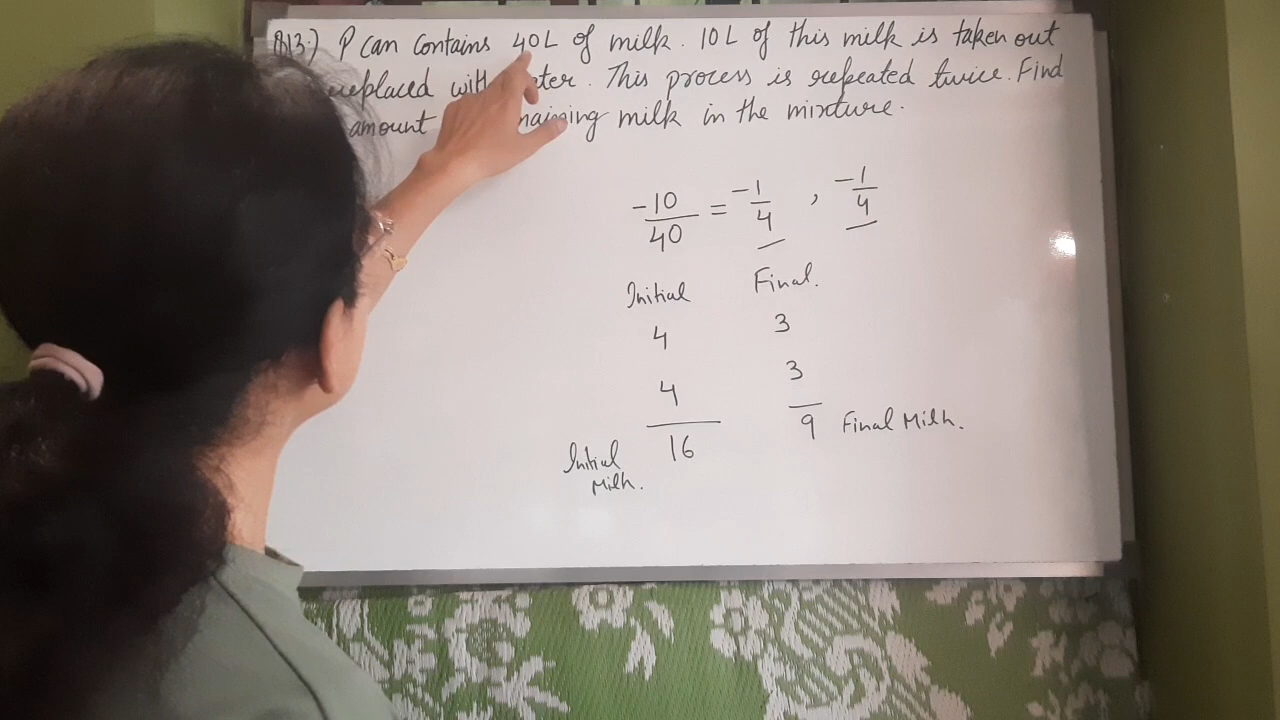 Q13:) P can contains 40L of milk. 10L of this milk is taken out
replaced with . This process is repeated twice. Find
amount milk in the mixture.
-10/40 = -1/4 , -1/4
Initial Final.
4 3
4 3
16 9 Final Milk.
Initial
Milk.